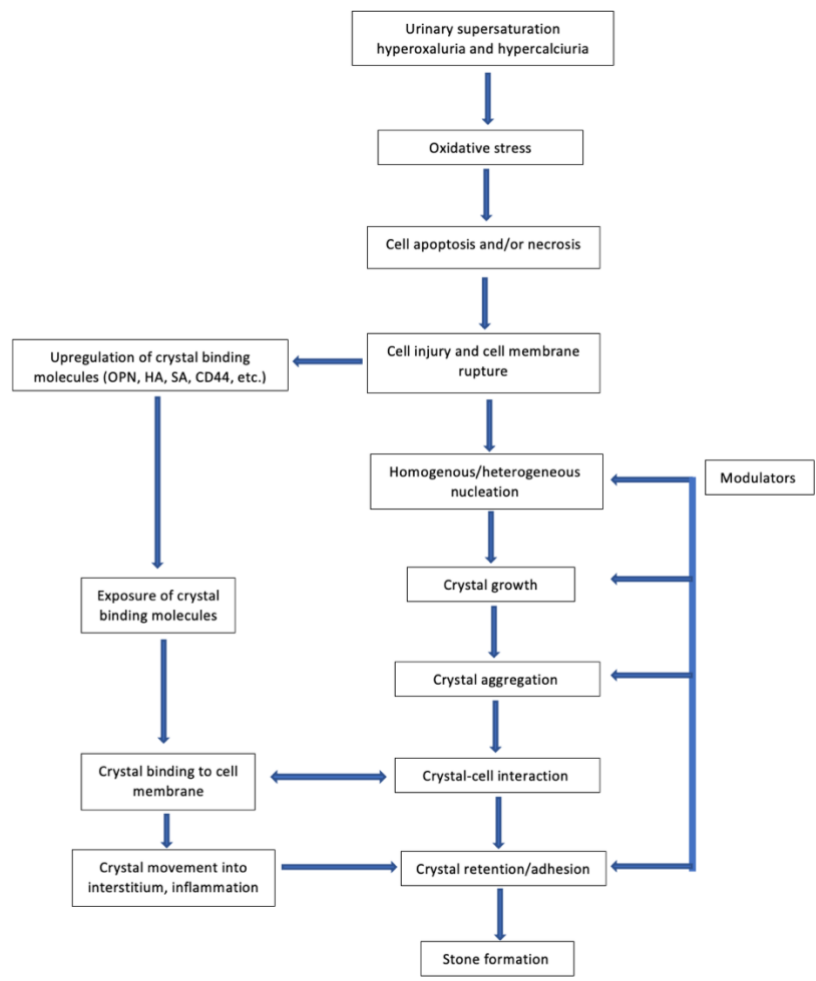 Urinary supersaturation
hyperoxaluria and hypercalciuria
Oxidative stress
Cell apoptosis and/or necrosis
Cell injury and cell membrane
rupture
Upregulation of crystal binding
molecules (OPN, HA, SA, CD44, etc.)
Homogenous/heterogeneous
nucleation
Modulators
Crystal growth
Exposure of crystal
binding molecules
Crystal aggregation
Crystal binding to cell
membrane
Crystal-cell interaction
Crystal movement into
interstitium, inflammation
Crystal retention/adhesion
Stone formation